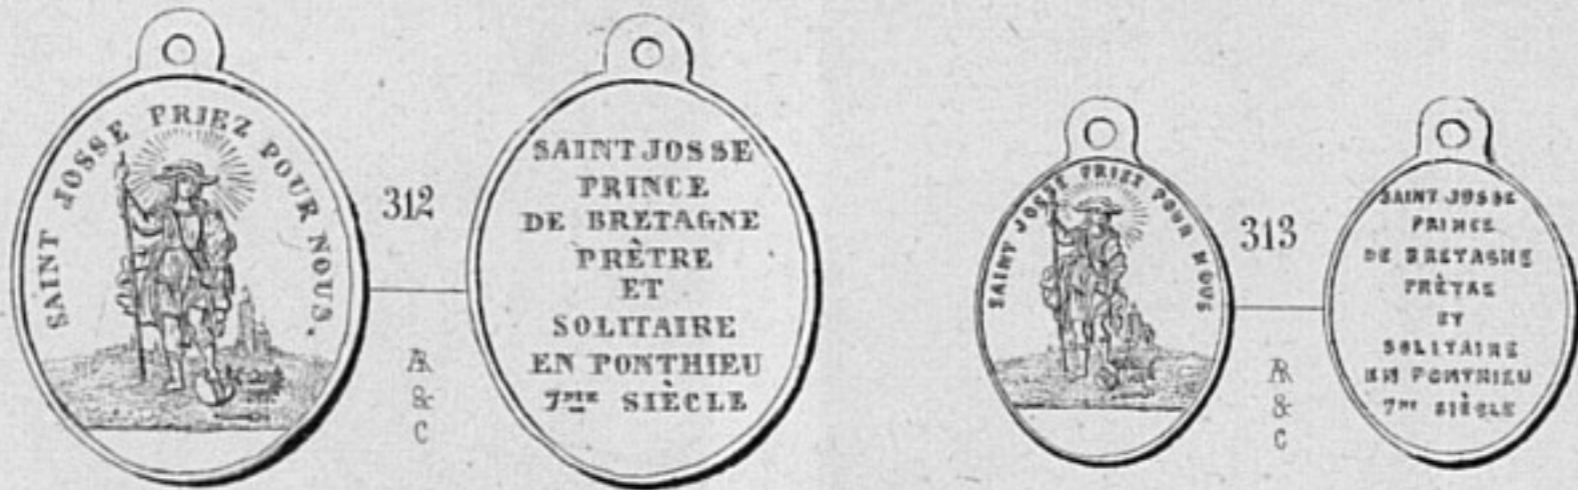 SAINT JOSSE PRIEZ POUR NOUS.
312
AR
&
C
SAINT JOSSE
PRINCE
DE BRETAGNE
PRÊTRE
ET
SOLITAIRE
EN PONTHIEU
7me SIÈCLE
SAINT JOSSE PRIEZ POUR NOUS
313
AR
&
C
SAINT JOSSE
PRINCE
DE BRETAGNE
PRÊTRE
ET
SOLITAIRE
EN PONTHIEU
7me SIÈCLE